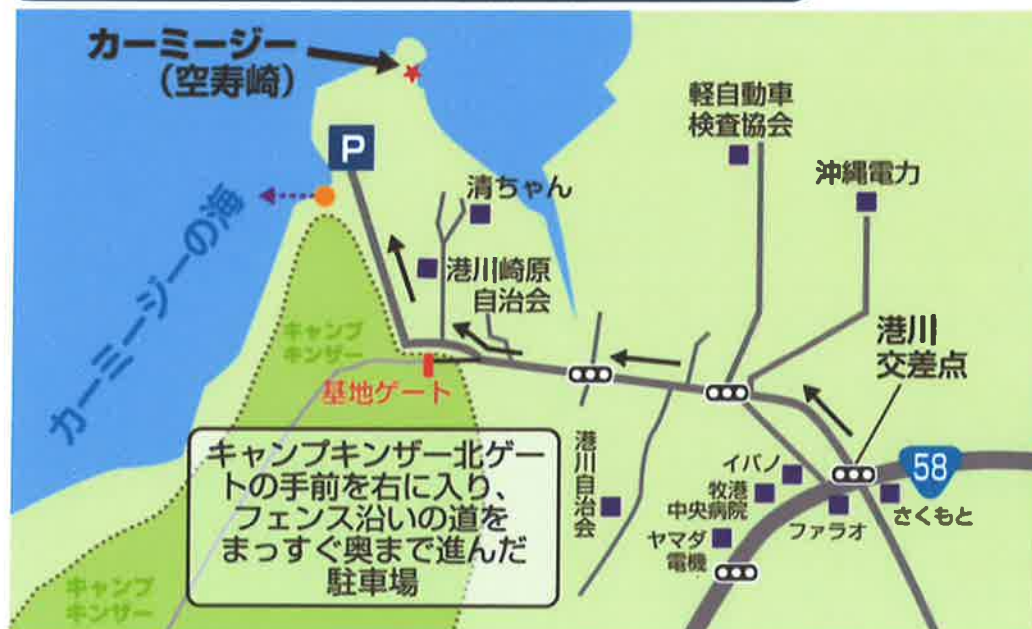 カーミージー
(空寿崎)
P
カーミージーの海
清ちゃん
港川崎原
自治会
軽自動車
検査協会
沖縄電力
港川
交差点
キャンプ
キンザー
基地ゲート
キャンプキンザー北ゲー
トの手前を右に入り、
フェンス沿いの道を
まっすぐ奥まで進んだ
駐車場
港川自治会
イバノ
牧港
中央病院
ヤマダ
電機
ファラオ
58
さくもと
キャンプ
キンザー